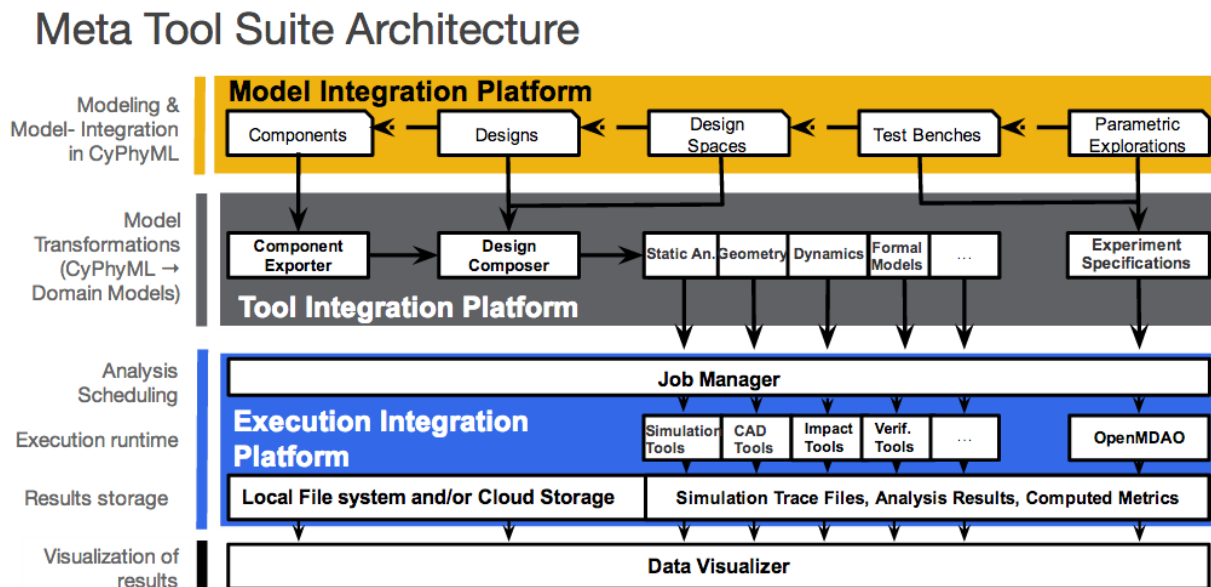 Meta Tool Suite Architecture
Modeling &
Model- Integration
in CyPhyML
Model Integration Platform
Components
Designs
Design
Spaces
Test Benches
Parametric
Explorations
Model
Transformations
(CyPhyML →
Domain Models)
Component
Exporter
Design
Composer
Static An.
Geometry
Dynamics
Formal
Models
...
Experiment
Specifications
Tool Integration Platform
Analysis
Scheduling
Job Manager
Execution runtime
Execution Integration
Platform
Simulation
Tools
CAD
Tools
Impact
Tools
Verif.
Tools
...
OpenMDAO
Results storage
Local File system and/or Cloud Storage
Simulation Trace Files, Analysis Results, Computed Metrics
Visualization of
results
Data Visualizer